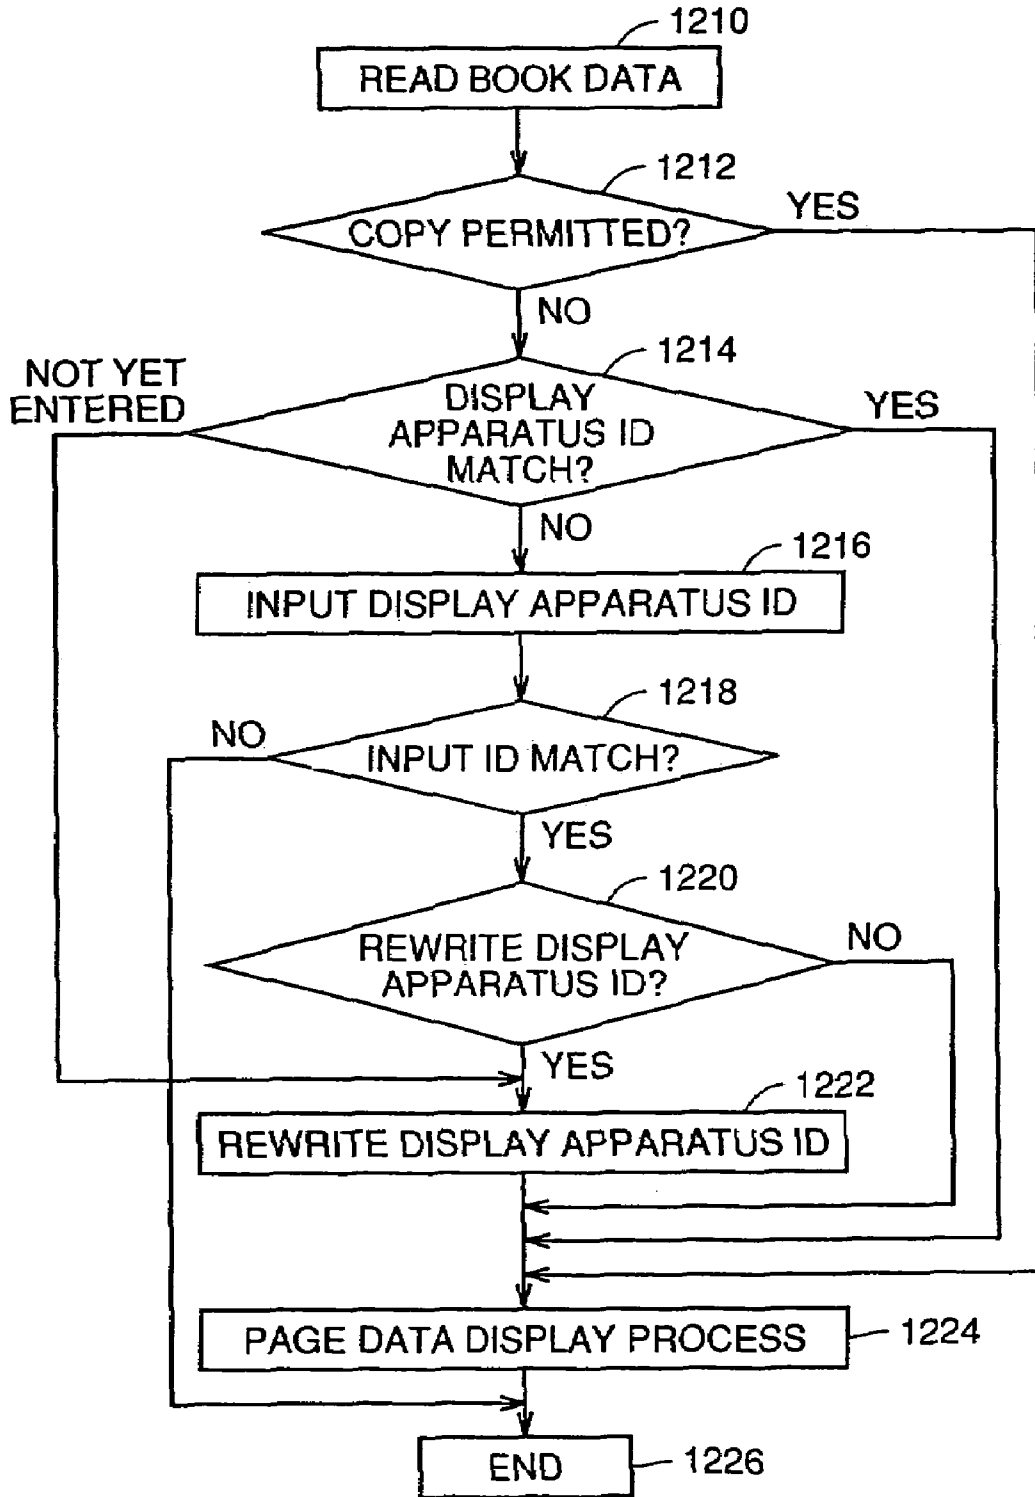 1210
READ BOOK DATA
1212
COPY PERMITTED?
YES
NO
1214
NOT YET
ENTERED
DISPLAY
APPARATUS ID
MATCH?
YES
NO
1216
INPUT DISPLAY APPARATUS ID
1218
NO
INPUT ID MATCH?
YES
1220
REWRITE DISPLAY
APPARATUS ID?
NO
YES
1222
REWRITE DISPLAY APPARATUS ID
PAGE DATA DISPLAY PROCESS
1224
END
1226